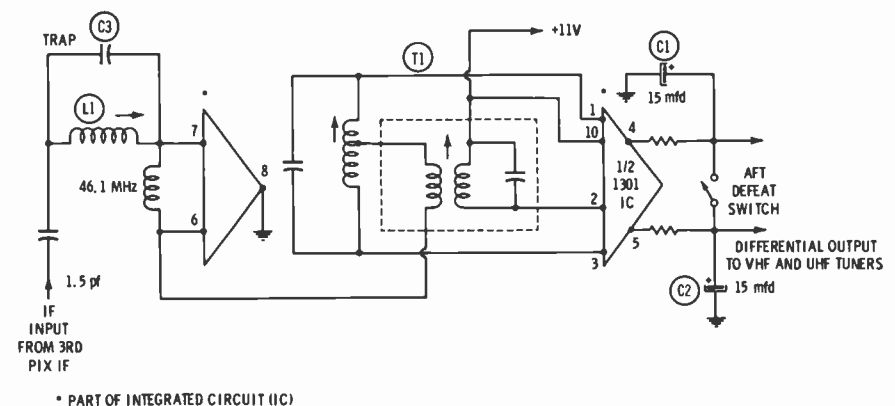 C3
TRAP
L1
46.1 MHz
1.5 pf
IF
INPUT
FROM 3RD
PIX IF
7
6
8
*
T1
+11V
C1
+
15 mfd
*
1
10
2
3
4
5
1/2
1301
IC
AFT
DEFEAT
SWITCH
DIFFERENTIAL OUTPUT
TO VHF AND UHF TUNERS
+
C2
15 mfd
* PART OF INTEGRATED CIRCUIT (IC)